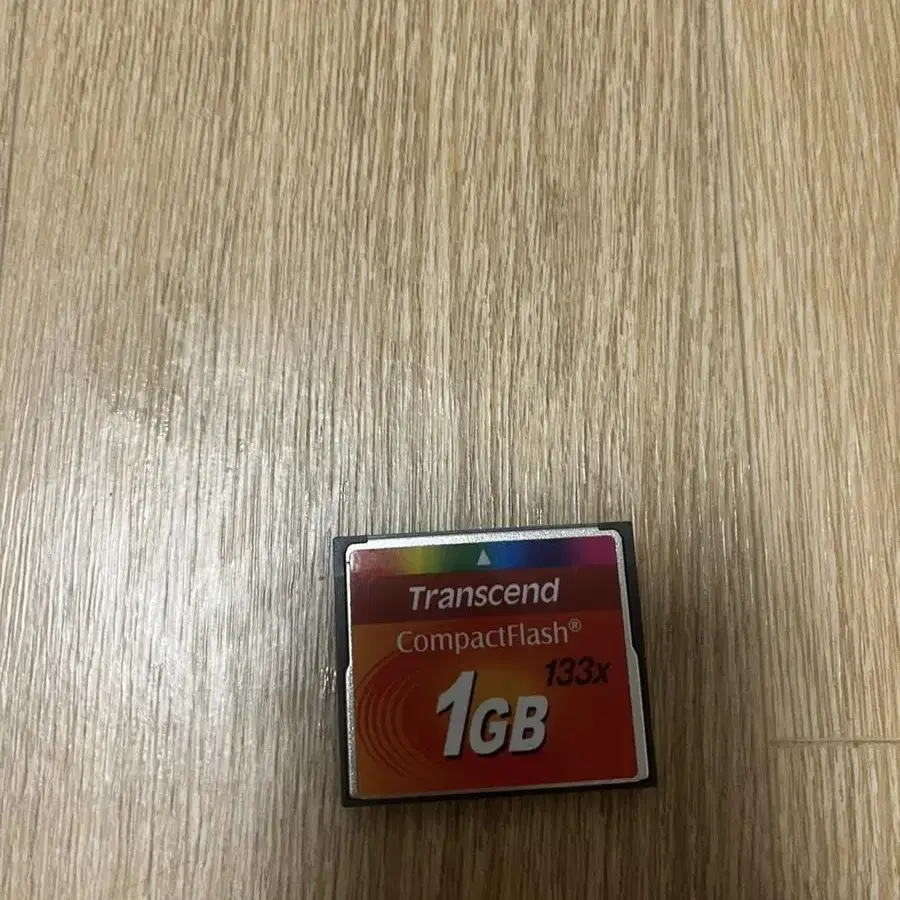 Transcend
CompactFlash®
133x
1GB